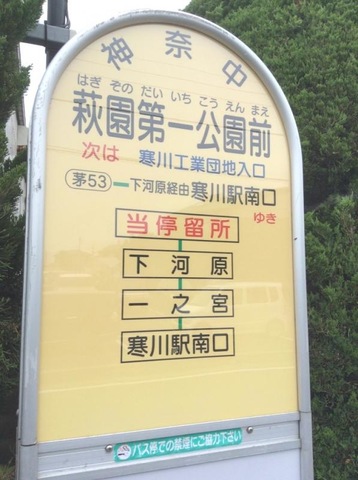 神奈中
はぎ ぞの だい いち こう えん まえ
萩園第一公園前
次は 寒川工業団地入口
茅53 下河原経由 寒川駅南口 ゆき
当停留所
下河原
一之宮
寒川駅南口
バス停での禁煙にご協力下さい